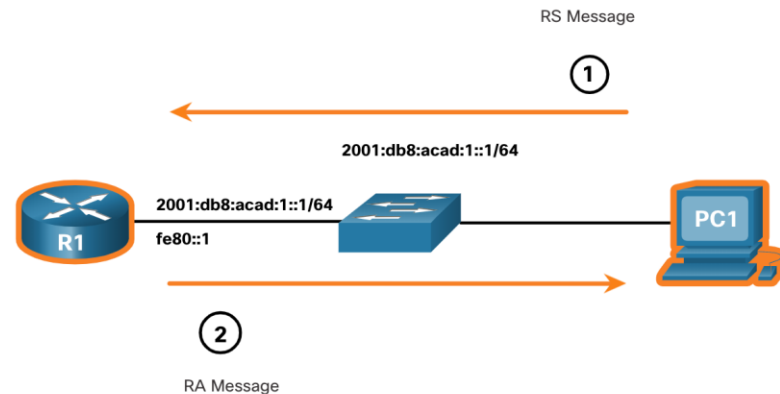 RS Message
1
2001:db8:acad:1::1/64
2001:db8:acad:1::1/64
R1
fe80::1
PC1
2
RA Message